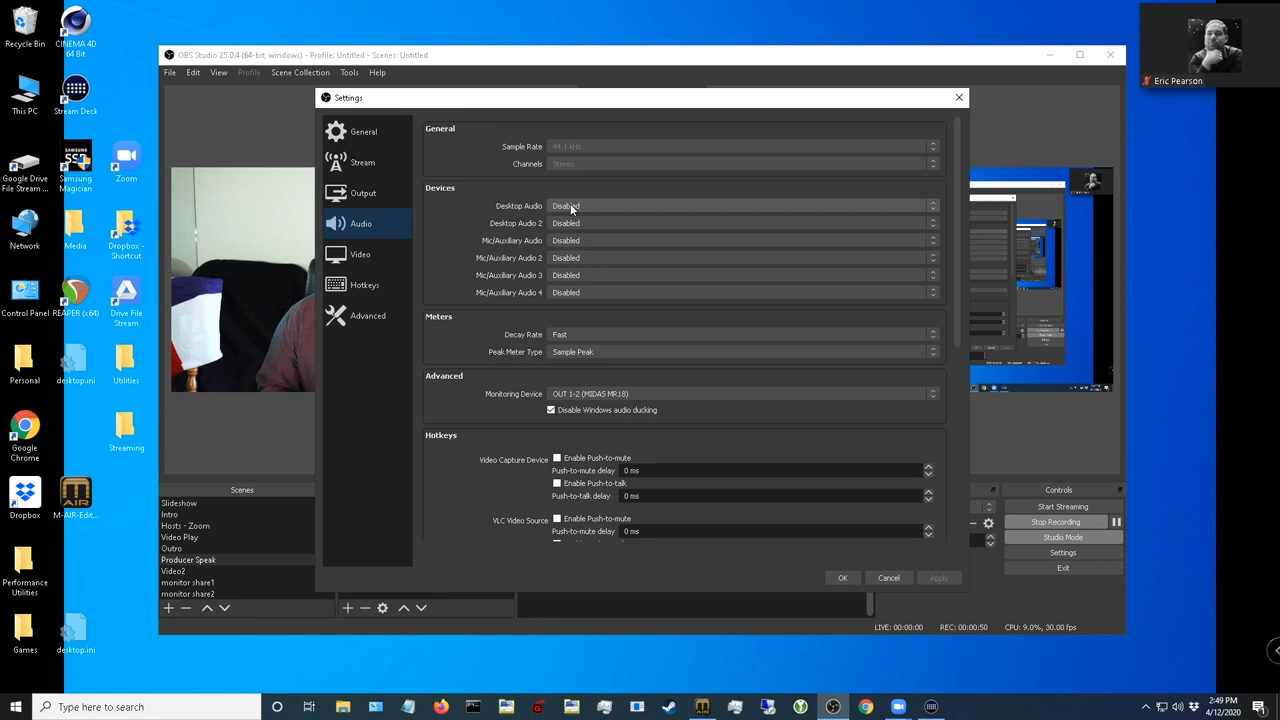 Recycle Bin
CINEMA 4D
64 Bit
This PC
Stream Deck
Google Drive
File Stream ...
Samsung
Magician
Zoom
Network
Media
Dropbox -
Shortcut
Control Panel
REAPER (x64)
Drive File
Stream
Personal
desktop.ini
Utilities
Google
Chrome
Streaming
Dropbox
M-AIR-Edit...
Performance
Utilities
Games
desktop.ini
Eric Pearson
OBS Studio 25.0.4 (64-bit, windows) - Profile: Untitled - Scenes: Untitled
File Edit View Profile Scene Collection Tools Help
Settings
General
Stream
Output
Audio
Video
Hotkeys
Advanced
General
Sample Rate 44.1 kHz
Channels Stereo
Devices
Desktop Audio Disabled
Desktop Audio 2 Disabled
Mic/Auxiliary Audio Disabled
Mic/Auxiliary Audio 2 Disabled
Mic/Auxiliary Audio 3 Disabled
Mic/Auxiliary Audio 4 Disabled
Meters
Decay Rate Fast
Peak Meter Type Sample Peak
Advanced
Monitoring Device OUT 1-2 (MIDAS MR18)
Disable Windows audio ducking
Hotkeys
Video Capture Device Enable Push-to-mute
Push-to-mute delay 0 ms
Enable Push-to-talk
Push-to-talk delay 0 ms
VLC Video Source Enable Push-to-mute
Push-to-mute delay 0 ms
OK Cancel Apply
Scenes
Slideshow
Intro
Hosts - Zoom
Video Play
Outro
Producer Speak
Video2
monitor share1
monitor share2
Controls
Start Streaming
Stop Recording
Studio Mode
Settings
Exit
LIVE: 00:00:00 REC: 00:00:50 CPU: 9.0%, 30.00 fps
Type here to search
2:49 PM
4/12/2020